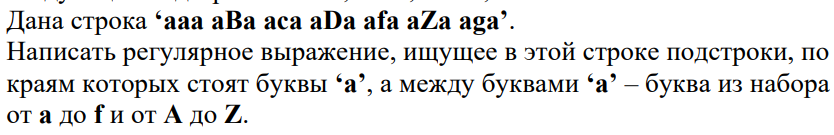 Дана строка ‘aaa aBa aca aDa afa aZa aga’.
Написать регулярное выражение, ищущее в этой строке подстроки, по
краям которых стоят буквы ‘a’, а между буквами ‘a’ – буква из набора
от a до f и от A до Z.